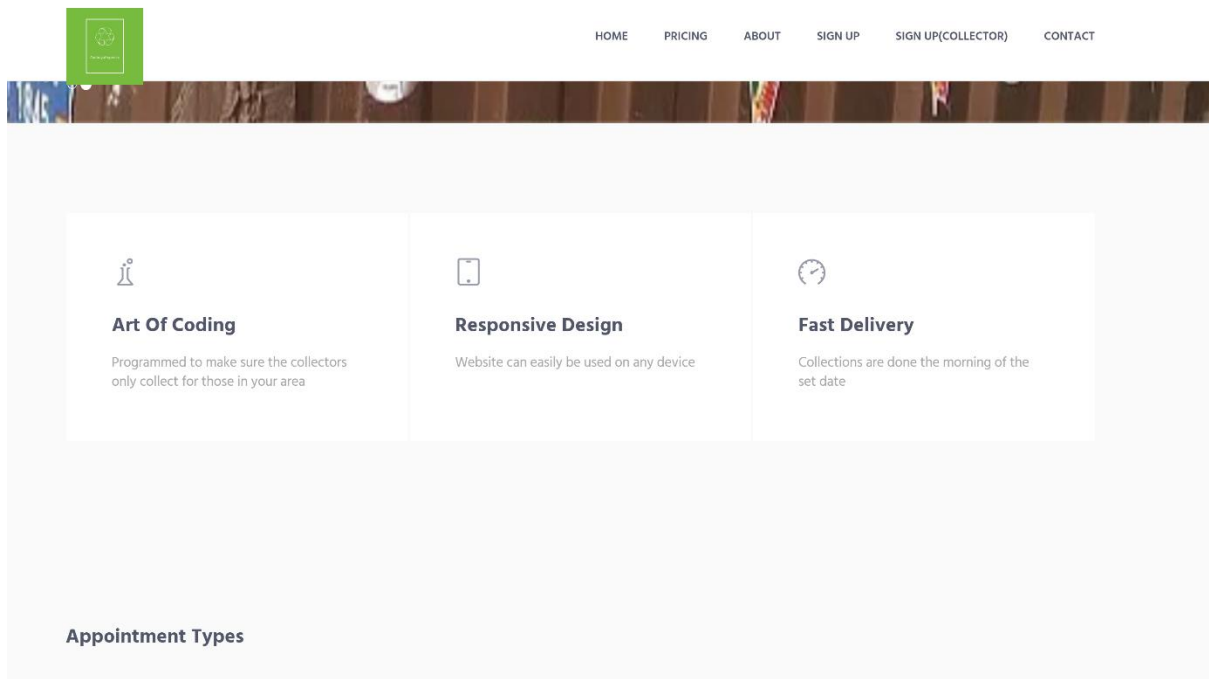 HOME PRICING ABOUT SIGN UP SIGN UP(COLLECTOR) CONTACT
1845
Art Of Coding
Programmed to make sure the collectors
only collect for those in your area
Responsive Design
Website can easily be used on any device
Fast Delivery
Collections are done the morning of the
set date
Appointment Types